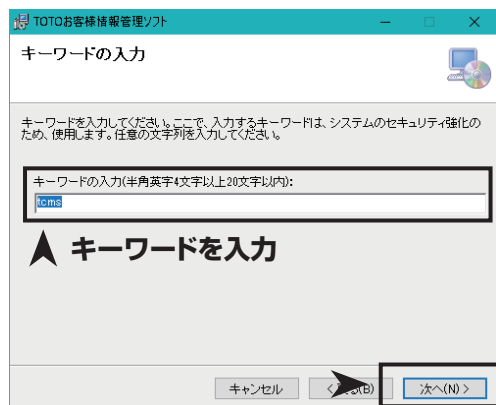 TOTOお客様情報管理ソフト
キーワードの入力
キーワードを入力してください。ここで、入力するキーワードは、システムのセキュリティ強化の
ため、使用します。任意の文字列を入力してください。
キーワードの入力(半角英字4文字以上20文字以内):
tcms
キーワードを入力
キャンセル
次へ(N) >